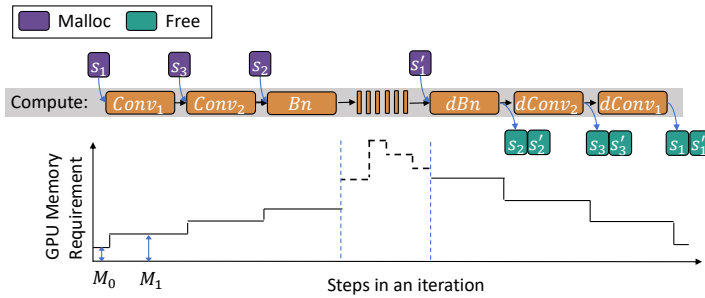 Malloc Free
s₁ s₃ s₂ s₁′
Compute: Conv₁ Conv₂ Bn dBn dConv₂ dConv₁
s₂ s₂′ s₃ s₃′ s₁ s₁′
GPU Memory
Requirement
M₀ M₁
Steps in an iteration